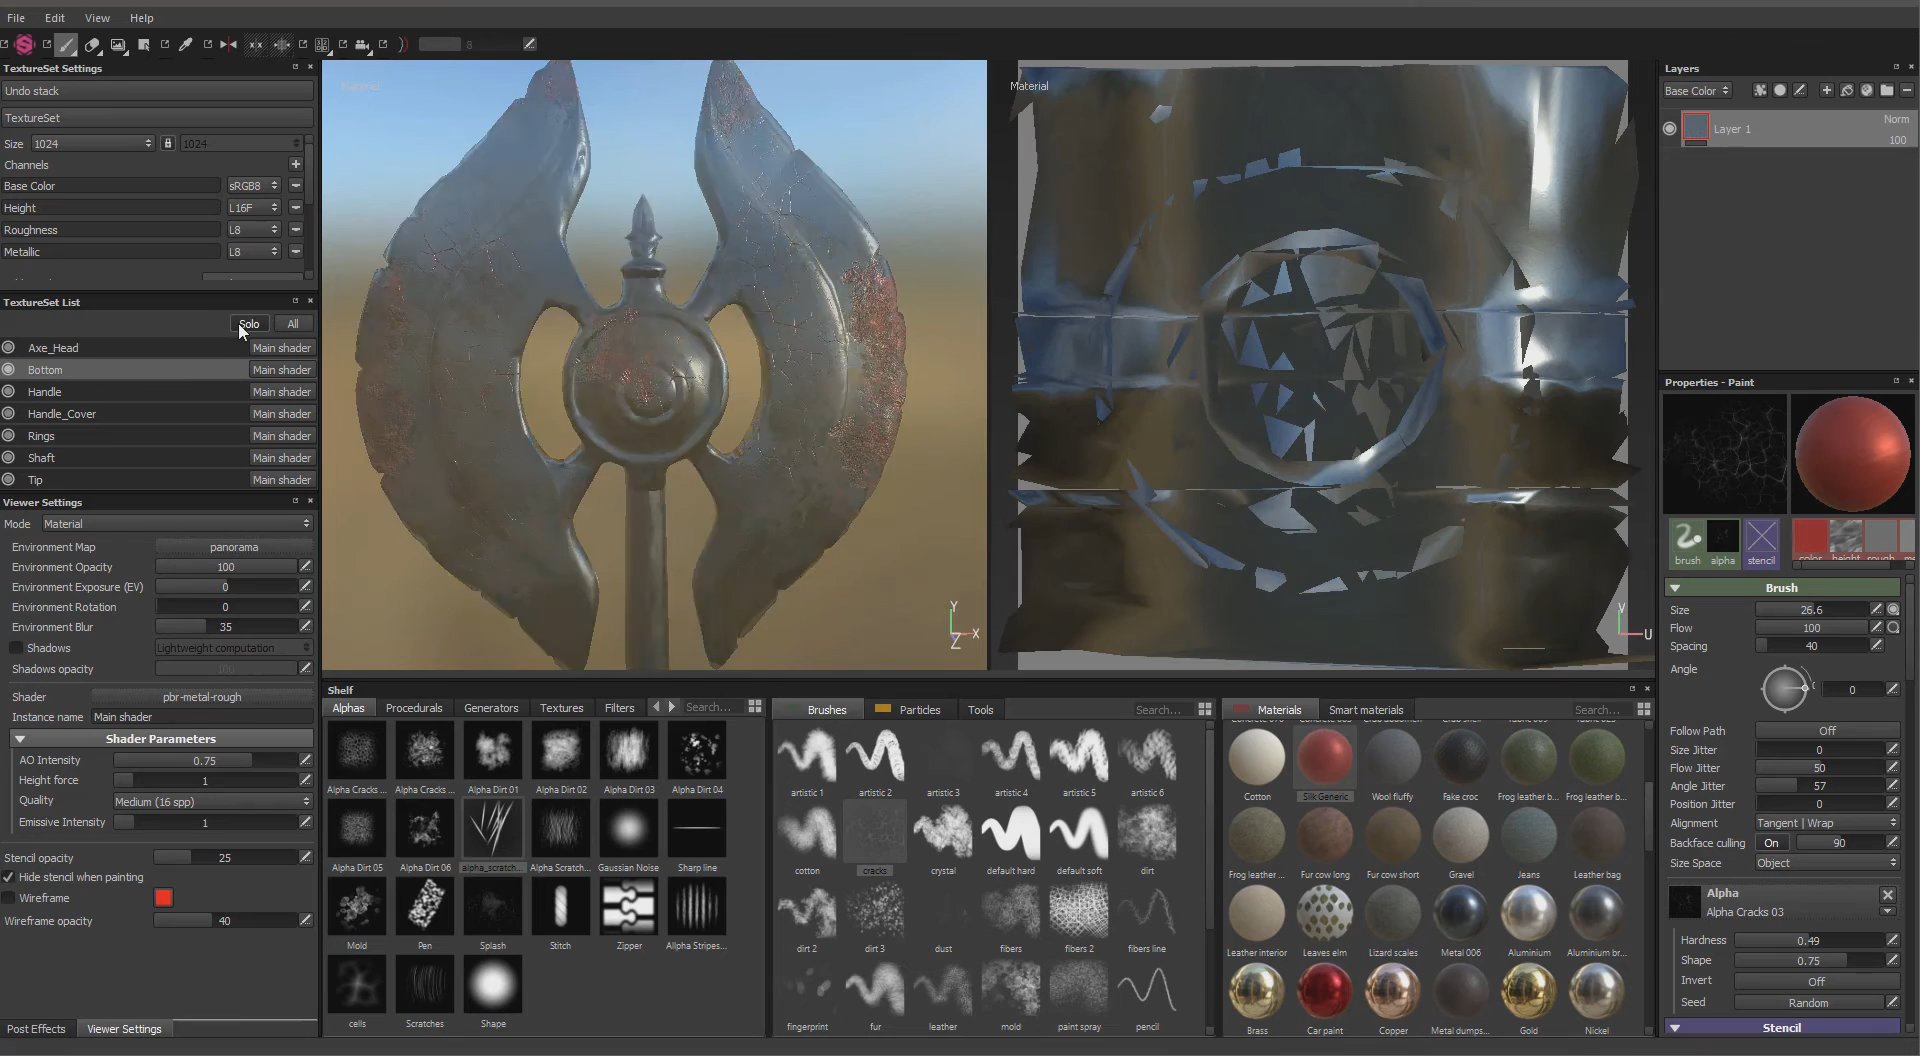 File Edit View Help
8
TextureSet Settings
Undo stack
TextureSet
Size 1024 1024
Channels
Base Color sRGB8
Height L16F
Roughness L8
Metallic L8
TextureSet List
Solo All
Axe_Head Main shader
Bottom Main shader
Handle Main shader
Handle_Cover Main shader
Rings Main shader
Shaft Main shader
Tip Main shader
Viewer Settings
Mode Material
Environment Map panorama
Environment Opacity 100
Environment Exposure (EV) 0
Environment Rotation 0
Environment Blur 35
Shadows Lightweight computation
Shadows opacity 100
Shader pbr-metal-rough
Instance name Main shader
Shader Parameters
AO Intensity 0.75
Height force 1
Quality Medium (16 spp)
Emissive Intensity 1
Stencil opacity 25
Hide stencil when painting
Wireframe
Wireframe opacity 40
Post Effects Viewer Settings
Material
Y
X
Z
Material
V
U
Shelf
Alphas Procedurals Generators Textures Filters Search...
Alpha Cracks ... Alpha Cracks ... Alpha Dirt 01 Alpha Dirt 02 Alpha Dirt 03 Alpha Dirt 04
Alpha Dirt 05 Alpha Dirt 06 alpha_scratch... Alpha Scratch... Gaussian Noise Sharp line
Mold Pen Splash Stitch Zipper Alpha Stripes...
cells Scratches Shape
Brushes Particles Tools Search...
artistic 1 artistic 2 artistic 3 artistic 4 artistic 5 artistic 6
cotton cracks crystal default hard default soft dirt
dirt 2 dirt 3 dust fibers fibers 2 fibers line
fingerprint fur leather mold paint spray pencil
Materials Smart materials Search...
Cotton Silk Generic Wool fluffy Fake croc Frog leather b... Frog leather b...
Frog leather ... Fur cow long Fur cow short Gravel Jeans Leather bag
Leather interior Leaves elm Lizard scales Metal 006 Aluminium Aluminium br...
Brass Car paint Copper Metal dumps... Gold Nickel
Layers
Base Color
Layer 1 Norm
100
Properties - Paint
brush alpha stencil color height rough
Brush
Size 26.6
Flow 100
Spacing 40
Angle 0
Follow Path Off
Size Jitter 0
Flow Jitter 50
Angle Jitter 57
Position Jitter 0
Alignment Tangent | Wrap
Backface culling On 90
Size Space Object
Alpha
Alpha Cracks 03
Hardness 0.49
Shape 0.75
Invert Off
Seed Random
Stencil